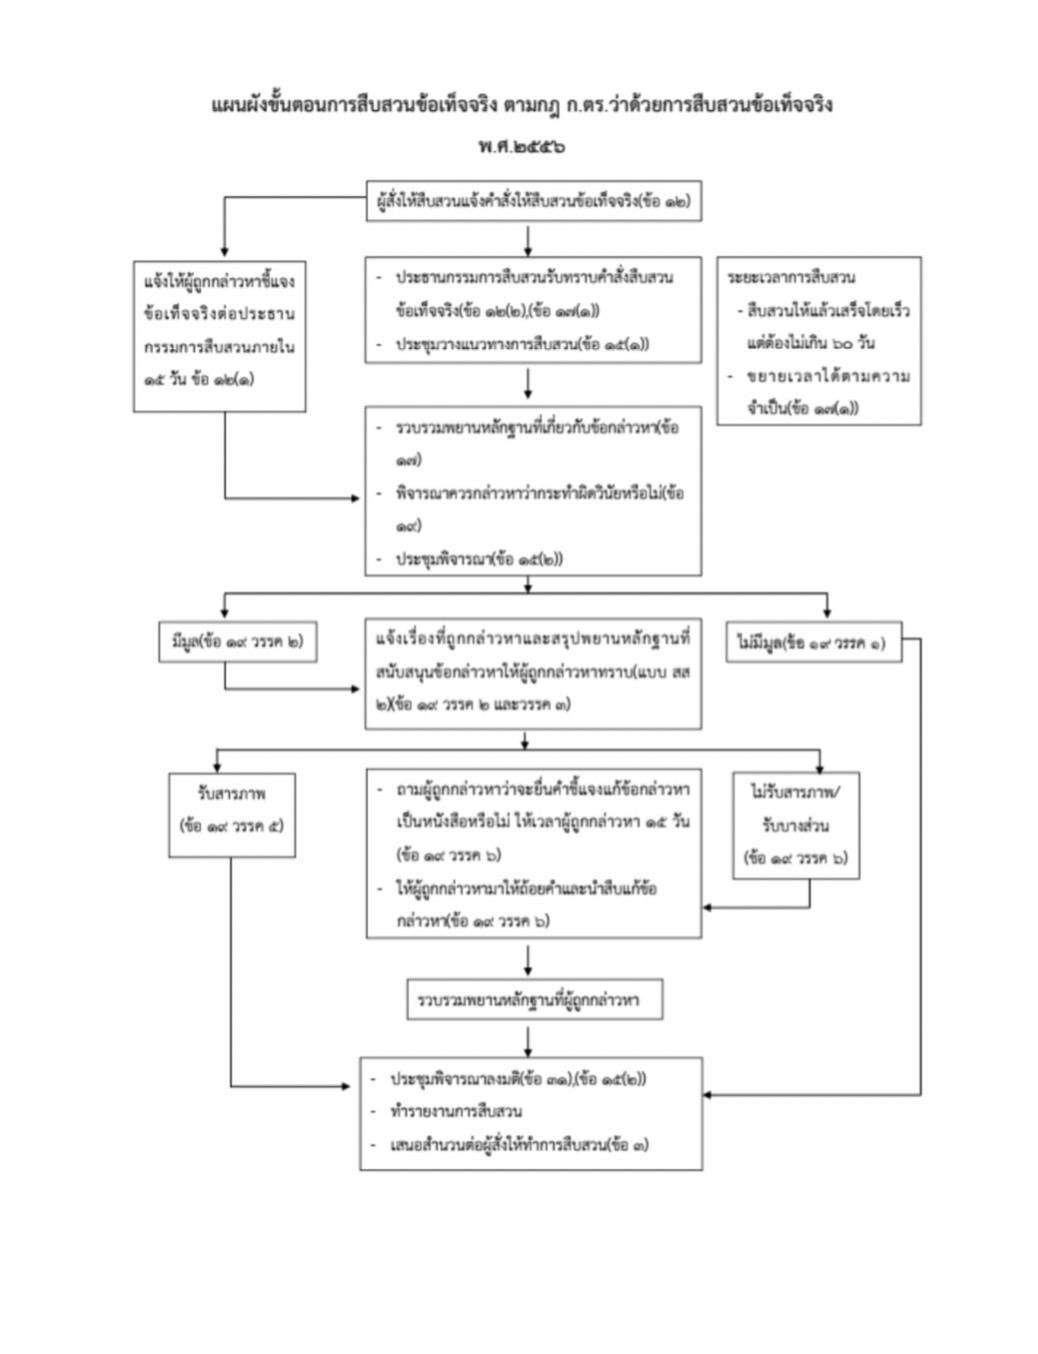 แผนผังขั้นตอนการสืบสวนข้อเท็จจริง ตามกฎ ก.ตร.ว่าด้วยการสืบสวนข้อเท็จจริง
พ.ศ.๒๕๕๖
ผู้สั่งให้สืบสวนแจ้งคำสั่งให้สืบสวนข้อเท็จจริง(ข้อ ๑๒)
แจ้งให้ผู้ถูกกล่าวหาชี้แจง
ข้อเท็จจริงต่อประธาน
กรรมการสืบสวนภายใน
๑๕ วัน ข้อ ๑๒(๑)
- ประธานกรรมการสืบสวนรับทราบคำสั่งสืบสวน
ข้อเท็จจริง(ข้อ ๑๒(๒),(ข้อ ๑๗(๑))
- ประชุมวางแนวทางการสืบสวน(ข้อ ๑๕(๑))
ระยะเวลาการสืบสวน
- สืบสวนให้แล้วเสร็จโดยเร็ว
แต่ต้องไม่เกิน ๖๐ วัน
- ขยายเวลาได้ตามความ
จำเป็น(ข้อ ๑๗(๑))
- รวบรวมพยานหลักฐานที่เกี่ยวกับข้อกล่าวหา(ข้อ
๑๗)
- พิจารณาควรกล่าวหาว่ากระทำผิดวินัยหรือไม่(ข้อ
๑๙)
- ประชุมพิจารณา(ข้อ ๑๕(๒))
มีมูล(ข้อ ๑๙ วรรค ๒)
แจ้งเรื่องที่ถูกกล่าวหาและสรุปพยานหลักฐานที่
สนับสนุนข้อกล่าวหาให้ผู้ถูกกล่าวหาทราบ(แบบ สส
๒)(ข้อ ๑๙ วรรค ๒ และวรรค ๓)
ไม่มีมูล(ข้อ ๑๙ วรรค ๑)
รับสารภาพ
(ข้อ ๑๙ วรรค ๕)
- ถามผู้ถูกกล่าวหาว่าจะยื่นคำชี้แจงแก้ข้อกล่าวหา
เป็นหนังสือหรือไม่ ให้เวลาผู้ถูกกล่าวหา ๑๕ วัน
(ข้อ ๑๙ วรรค ๖)
- ให้ผู้ถูกกล่าวหามาให้ถ้อยคำและนำสืบแก้ข้อ
กล่าวหา(ข้อ ๑๙ วรรค ๖)
ไม่รับสารภาพ/
รับบางส่วน
(ข้อ ๑๙ วรรค ๖)
รวบรวมพยานหลักฐานที่ผู้ถูกกล่าวหา
- ประชุมพิจารณาลงมติ(ข้อ ๓๑),(ข้อ ๑๕(๒))
- ทำรายงานการสืบสวน
- เสนอสำนวนต่อผู้สั่งให้ทำการสืบสวน(ข้อ ๓)